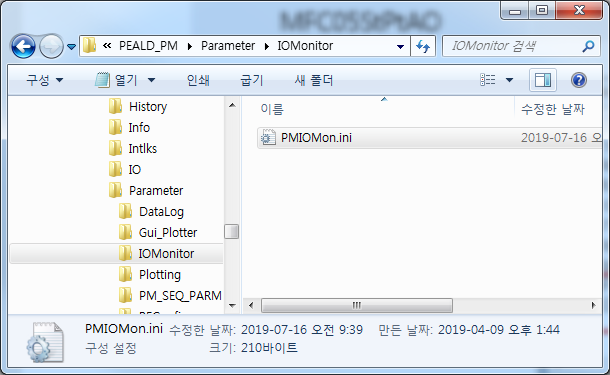 MFC05StPtAO
« PEALD_PM ▸ Parameter ▸ IOMonitor
IOMonitor 검색
구성 열기 인쇄 굽기 새 폴더
History
Info
Intlks
IO
Parameter
DataLog
Gui_Plotter
IOMonitor
Plotting
PM_SEQ_PARM
이름 수정한 날짜
PMIOMon.ini 2019-07-16 오
PMIOMon.ini 수정한 날짜: 2019-07-16 오전 9:39 만든 날짜: 2019-04-09 오후 1:44
구성 설정 크기: 210바이트